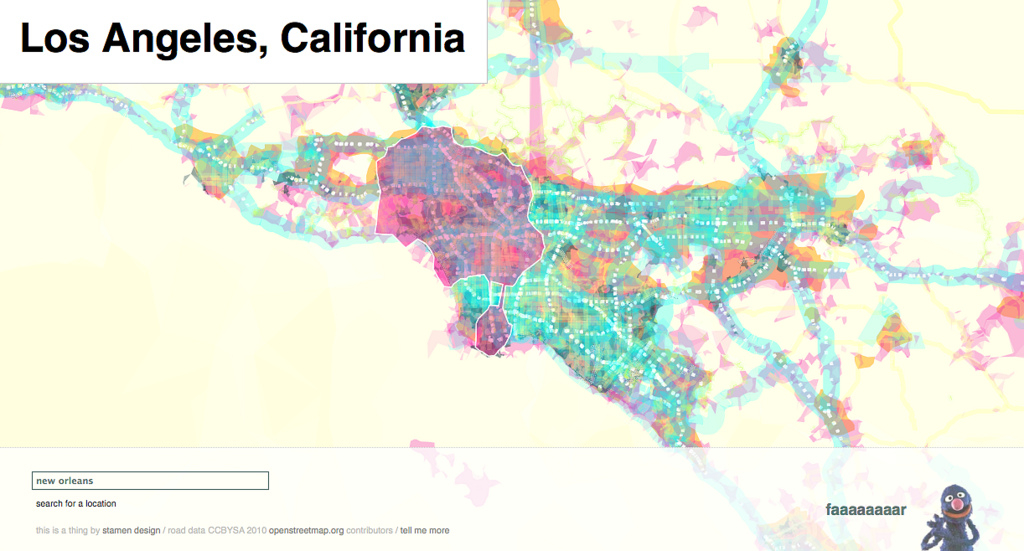 Los Angeles, California
new orleans
search for a location
faaaaaaaar
this is a thing by stamen design / road data CCBYSA 2010 openstreetmap.org contributors / tell me more